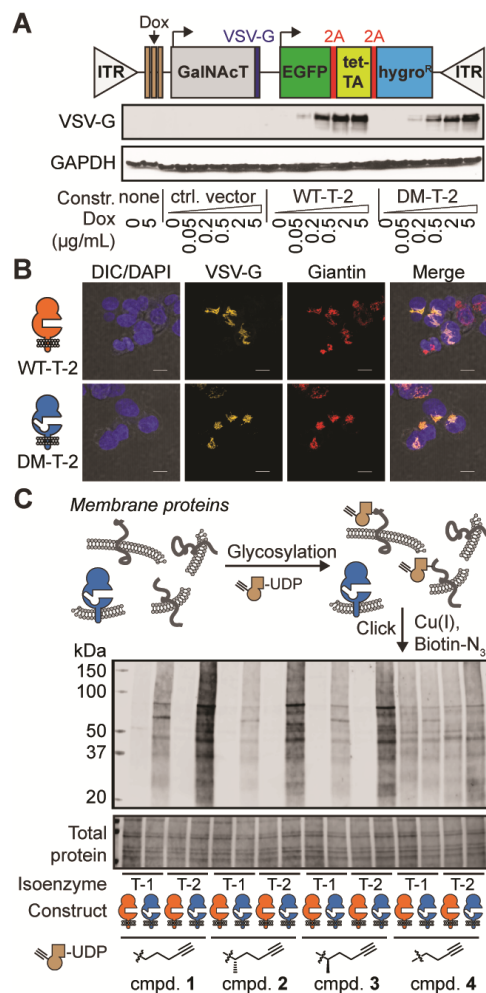 A
Dox
VSV-G
2A
2A
ITR
GalNAcT
EGFP
tet-
TA
hygroR
ITR
VSV-G
GAPDH
Constr. none ctrl. vector WT-T-2 DM-T-2
Dox
(µg/mL)
0 5 0 0.05 0.2 0.5 2 5 0 0.05 0.2 0.5 2 5 0 0.05 0.2 0.5 2 5
B
DIC/DAPI VSV-G Giantin Merge
WT-T-2
DM-T-2
C
Membrane proteins
Glycosylation
-UDP
Click
Cu(I),
Biotin-N3
kDa
150
100
50
37
20
Total
protein
Isoenzyme T-1 T-2 T-1 T-2 T-1 T-2 T-1 T-2
Construct
-UDP
cmpd. 1 cmpd. 2 cmpd. 3 cmpd. 4